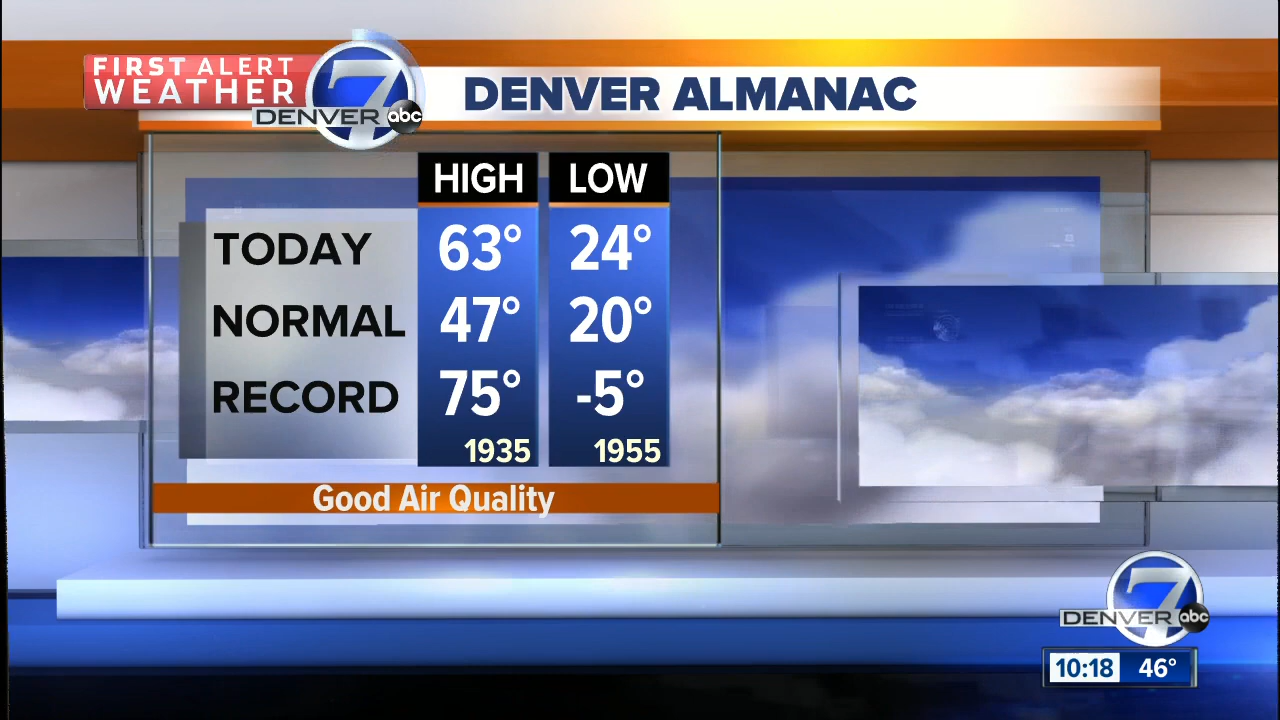 FIRST ALERT
WEATHER
7
DENVER abc
DENVER ALMANAC
HIGH LOW
TODAY 63° 24°
NORMAL 47° 20°
RECORD 75° -5°
1935 1955
Good Air Quality
7
DENVER abc
10:18 46°